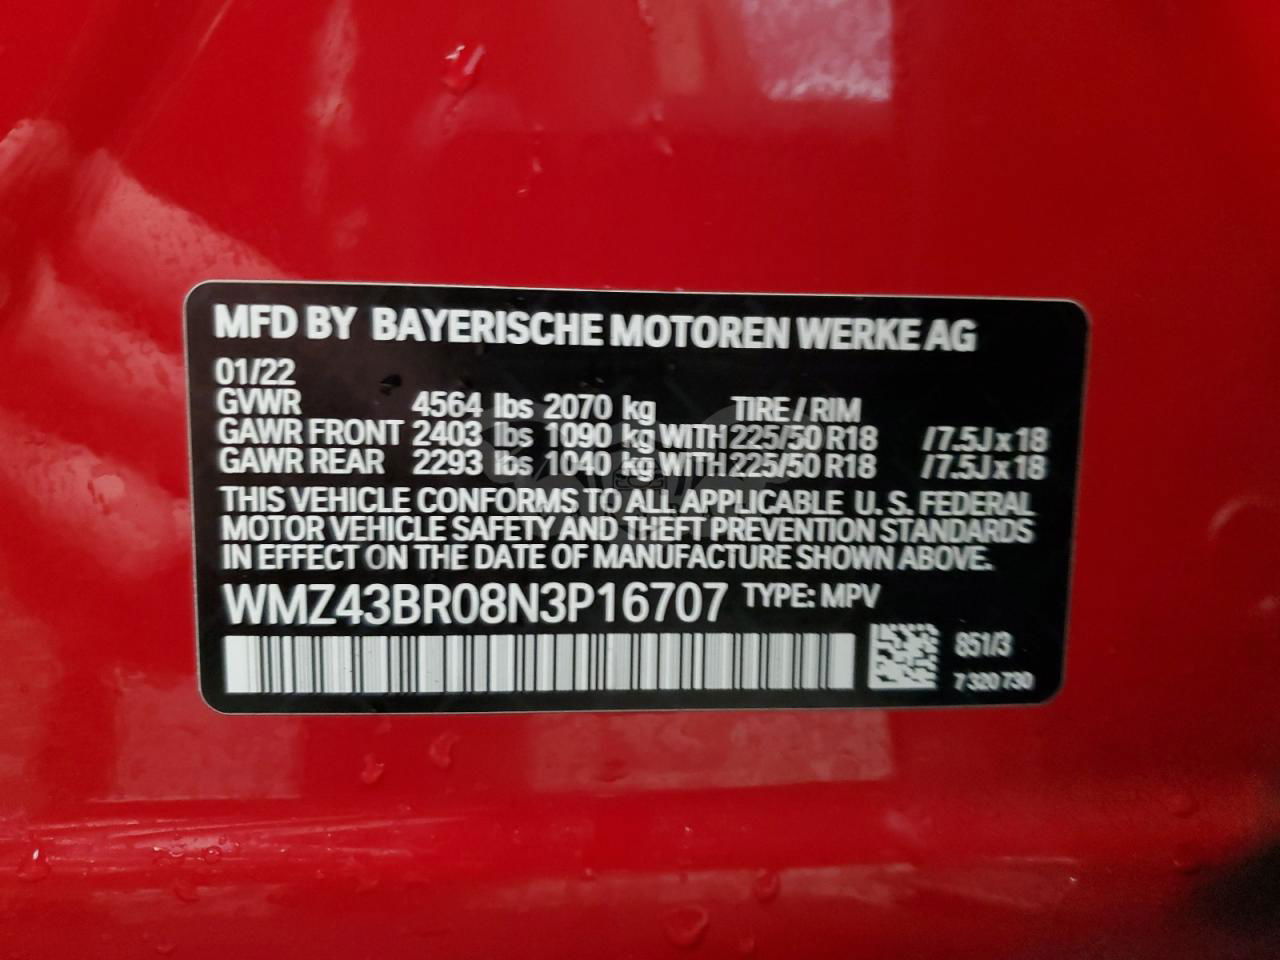 MFD BY BAYERISCHE MOTOREN WERKE AG
01/22
GVWR 4564 lbs 2070 kg TIRE / RIM
GAWR FRONT 2403 lbs 1090 kg WITH 225/50 R18 /7.5J x 18
GAWR REAR 2293 lbs 1040 kg WITH 225/50 R18 /7.5J x 18
THIS VEHICLE CONFORMS TO ALL APPLICABLE U. S. FEDERAL
MOTOR VEHICLE SAFETY AND THEFT PREVENTION STANDARDS
IN EFFECT ON THE DATE OF MANUFACTURE SHOWN ABOVE.
WMZ43BR08N3P16707 TYPE: MPV
851/3
7 320 730